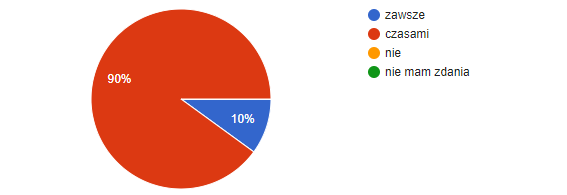 90%
10%
zawsze
czasami
nie
nie mam zdania